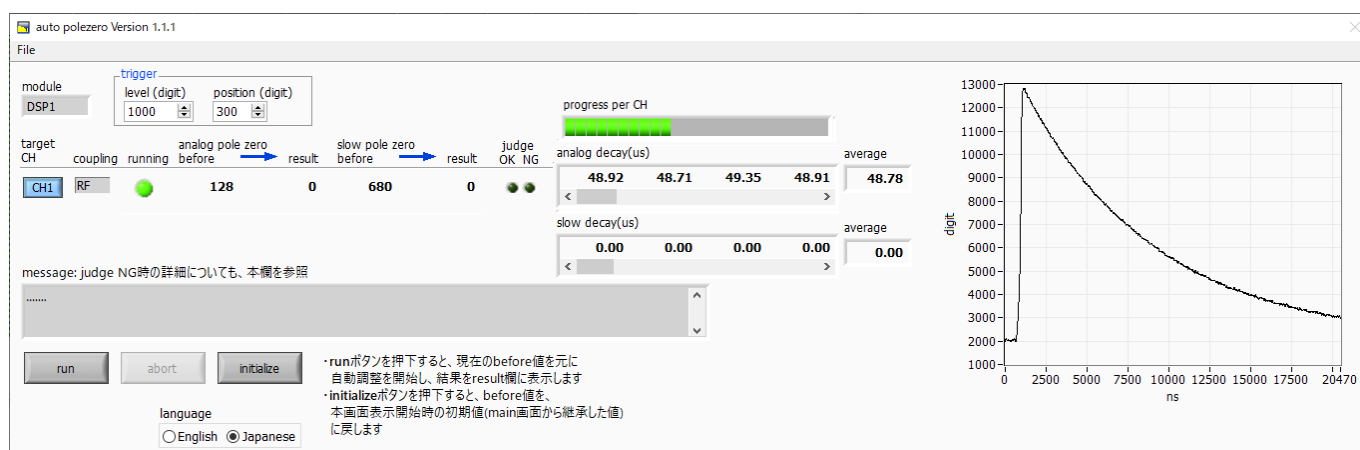 auto polezero Version 1.1.1
File
module
DSP1
trigger
level (digit) position (digit)
1000 300
progress per CH
target CH
coupling
running
analog pole zero
before result
slow pole zero
before result
judge
OK NG
CH1 RF 128 0 680 0
analog decay(us)
48.92 48.71 49.35 48.91
average
48.78
slow decay(us)
0.00 0.00 0.00 0.00
average
0.00
message: judge NG時の詳細についても、本欄を参照
.......
run abort initialize
・runボタンを押下すると、現在のbefore値を元に
自動調整を開始し、結果をresult欄に表示します
・initializeボタンを押下すると、before値を、
本画面表示開始時の初期値(main画面から継承した値)
に戻します
language
English Japanese
digit
13000
12000
11000
10000
9000
8000
7000
6000
5000
4000
3000
2000
1000
0 2500 5000 7500 10000 12500 15000 17500 20470
ns